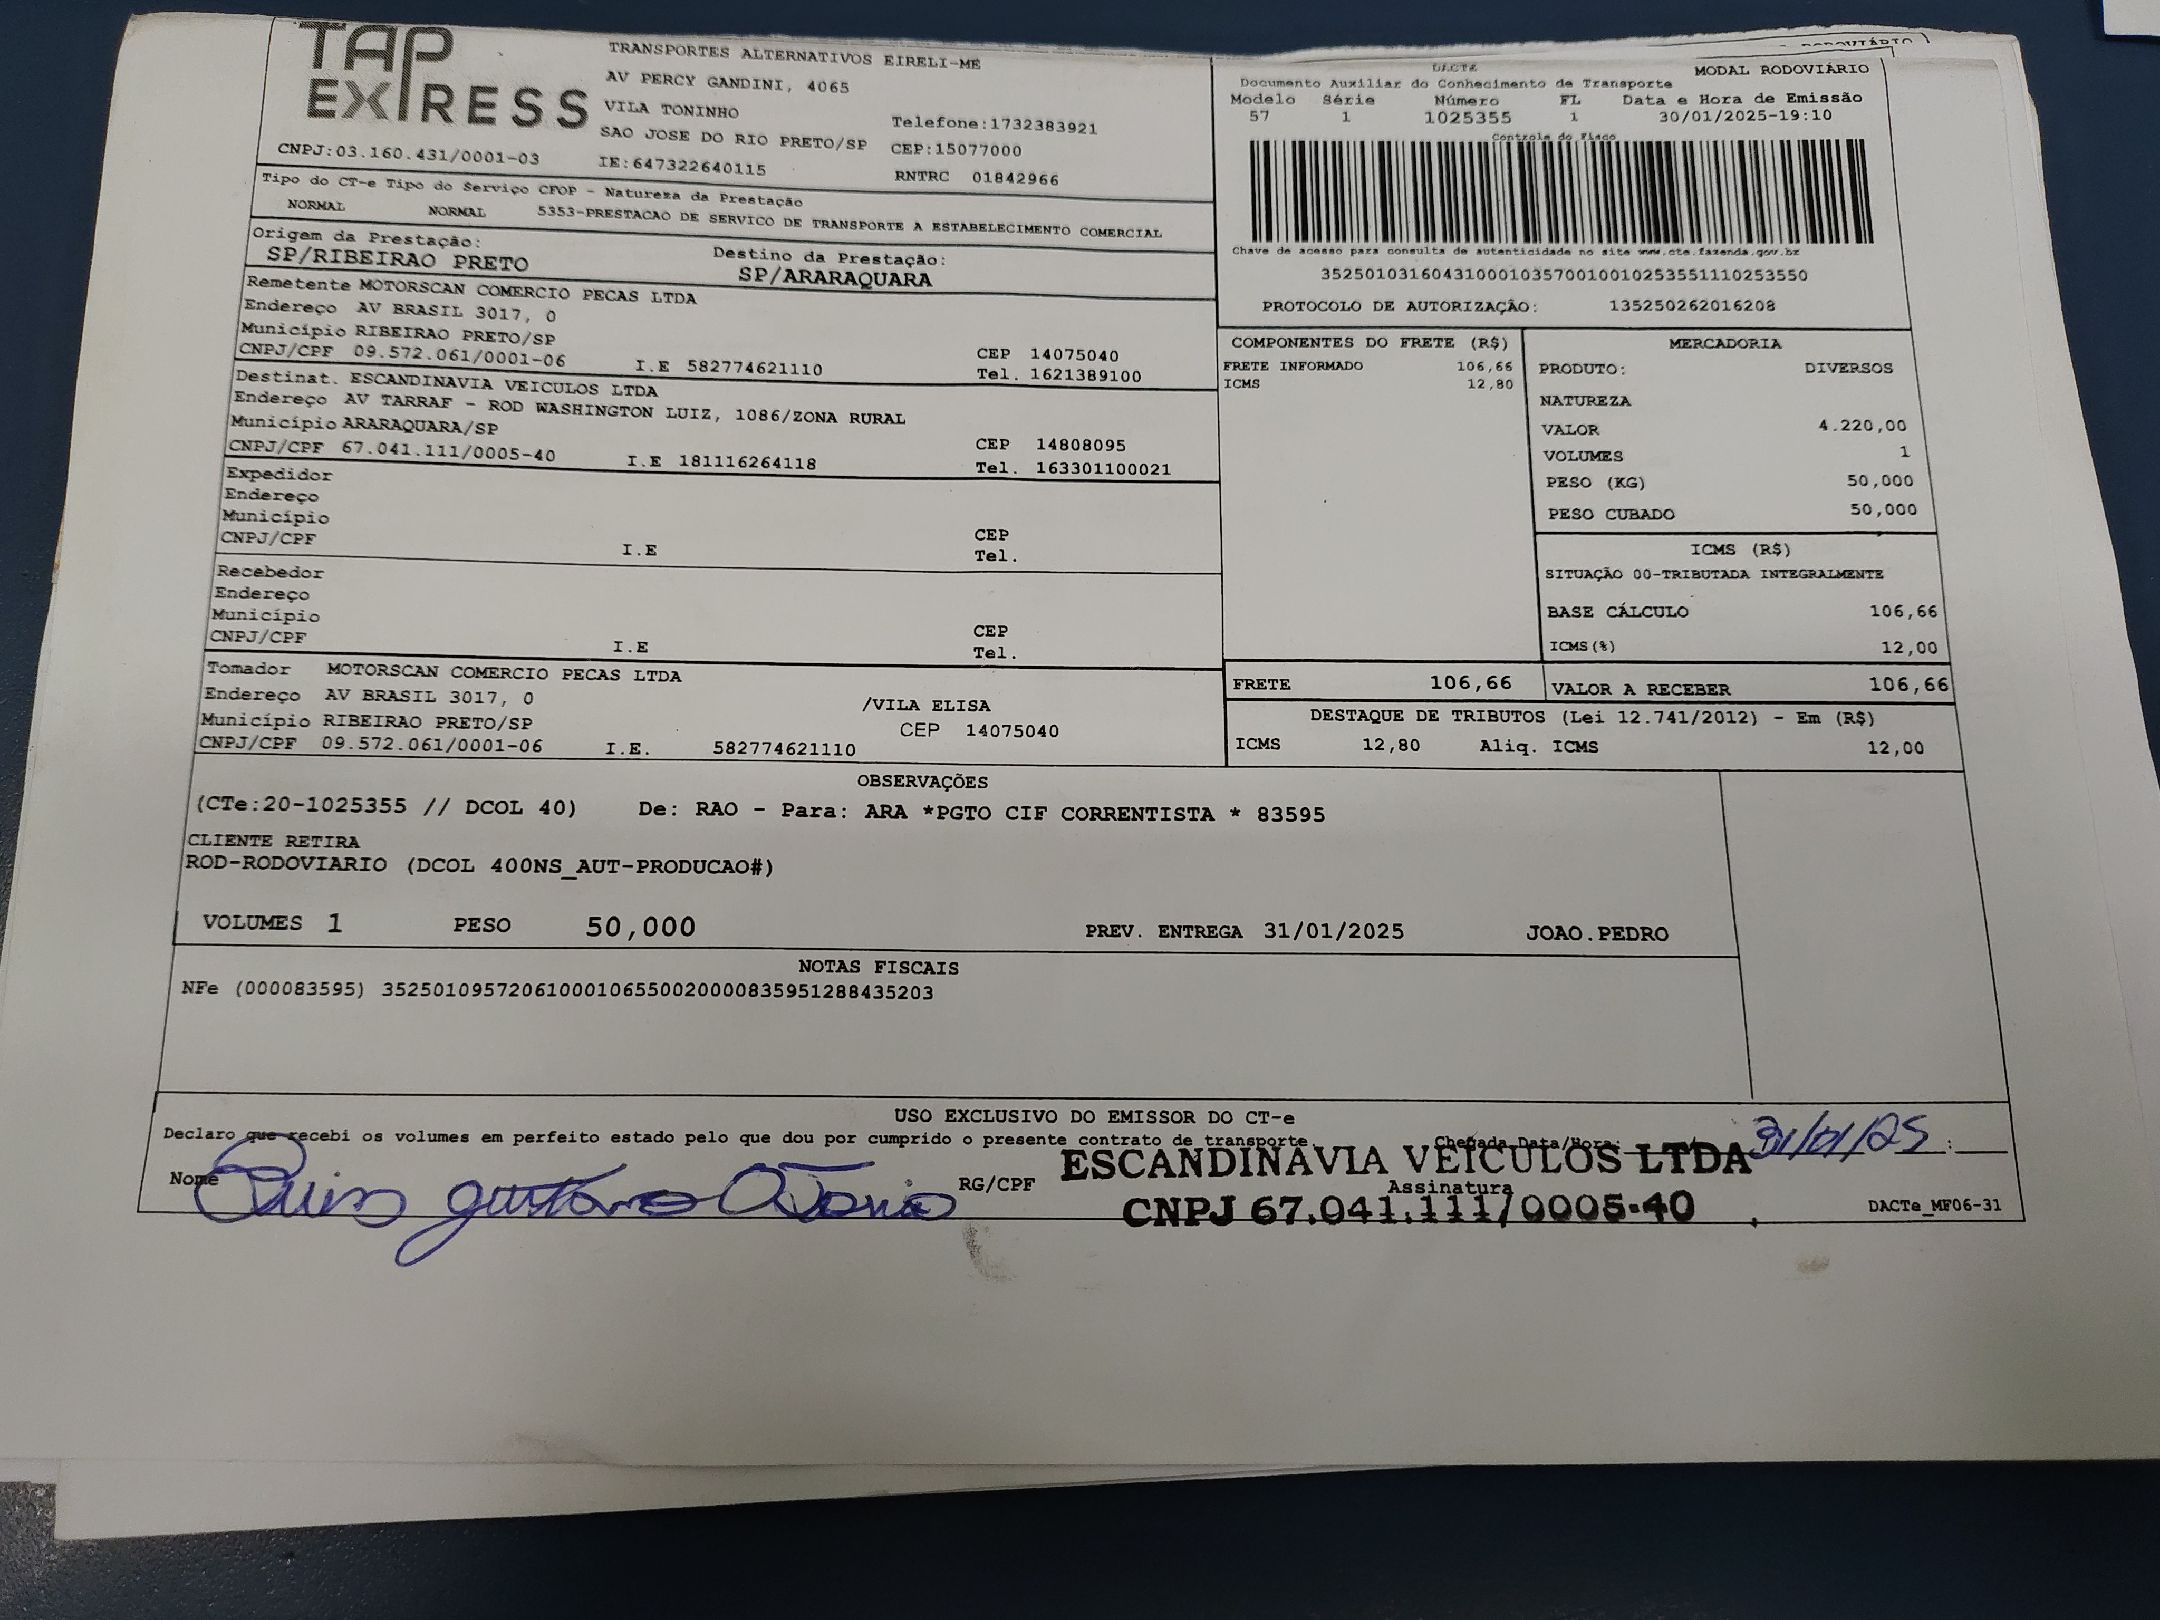 TAP EXPRESS
TRANSPORTES ALTERNATIVOS EIRELI-ME
AV PERCY GANDINI, 4065
VILA TONINHO
Telefone:1732383921
SAO JOSE DO RIO PRETO/SP CEP:15077000
CNPJ:03.160.431/0001-03 IE:647322640115 RNTRC 01842966
DACTE MODAL RODOVIÁRIO
Documento Auxiliar do Conhecimento de Transporte
Modelo Série Número FL Data e Hora de Emissão
57 1 1025355 1 30/01/2025-19:10
Controle do Fisco
Chave de acesso para consulta de autenticidade no site www.cte.fazenda.gov.br
35250103160431000103570010010253551110253550
PROTOCOLO DE AUTORIZAÇÃO: 135250262016208
Tipo do CT-e Tipo do Serviço CFOP - Natureza da Prestação
NORMAL NORMAL 5353-PRESTACAO DE SERVICO DE TRANSPORTE A ESTABELECIMENTO COMERCIAL
Origem da Prestação: Destino da Prestação:
SP/RIBEIRAO PRETO SP/ARARAQUARA
Remetente MOTORSCAN COMERCIO PECAS LTDA
Endereço AV BRASIL 3017, 0
Município RIBEIRAO PRETO/SP CEP 14075040
CNPJ/CPF 09.572.061/0001-06 I.E 582774621110 Tel. 1621389100
Destinat. ESCANDINAVIA VEICULOS LTDA
Endereço AV TARRAF - ROD WASHINGTON LUIZ, 1086/ZONA RURAL
Município ARARAQUARA/SP CEP 14808095
CNPJ/CPF 67.041.111/0005-40 I.E 181116264118 Tel. 163301100021
Expedidor
Endereço
Município CEP
CNPJ/CPF I.E Tel.
Recebedor
Endereço
Município CEP
CNPJ/CPF I.E Tel.
Tomador MOTORSCAN COMERCIO PECAS LTDA
Endereço AV BRASIL 3017, 0 /VILA ELISA
Município RIBEIRAO PRETO/SP CEP 14075040
CNPJ/CPF 09.572.061/0001-06 I.E. 582774621110
COMPONENTES DO FRETE (R$)
FRETE INFORMADO 106,66
ICMS 12,80
MERCADORIA
PRODUTO: DIVERSOS
NATUREZA
VALOR 4.220,00
VOLUMES 1
PESO (KG) 50,000
PESO CUBADO 50,000
ICMS (R$)
SITUAÇÃO 00-TRIBUTADA INTEGRALMENTE
BASE CÁLCULO 106,66
ICMS(%) 12,00
FRETE 106,66 VALOR A RECEBER 106,66
DESTAQUE DE TRIBUTOS (Lei 12.741/2012) - Em (R$)
ICMS 12,80 Aliq. ICMS 12,00
OBSERVAÇÕES
(CTe:20-1025355 // DCOL 40) De: RAO - Para: ARA *PGTO CIF CORRENTISTA * 83595
CLIENTE RETIRA
ROD-RODOVIARIO (DCOL 400NS_AUT-PRODUCAO#)
VOLUMES 1 PESO 50,000 PREV. ENTREGA 31/01/2025 JOAO.PEDRO
NOTAS FISCAIS
NFe (000083595) 35250109572061000106550020000835951288435203
USO EXCLUSIVO DO EMISSOR DO CT-e
Declaro que recebi os volumes em perfeito estado pelo que dou por cumprido o presente contrato de transporte. Chegada Data/Hora: 31/01/25 :
ESCANDINAVIA VEICULOS LTDA
Nome Luis gustavo RG/CPF Assinatura
CNPJ 67.041.111/0005-40
DACTe_MF06-31